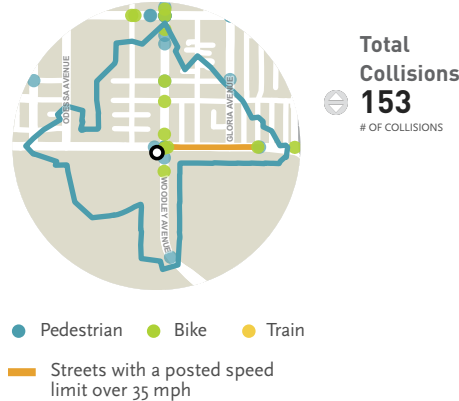 ODESSA AVENUE
GLORIA AVENUE
WOODLEY AVENUE
Total
Collisions
153
# OF COLLISIONS
Pedestrian
Bike
Train
Streets with a posted speed
limit over 35 mph